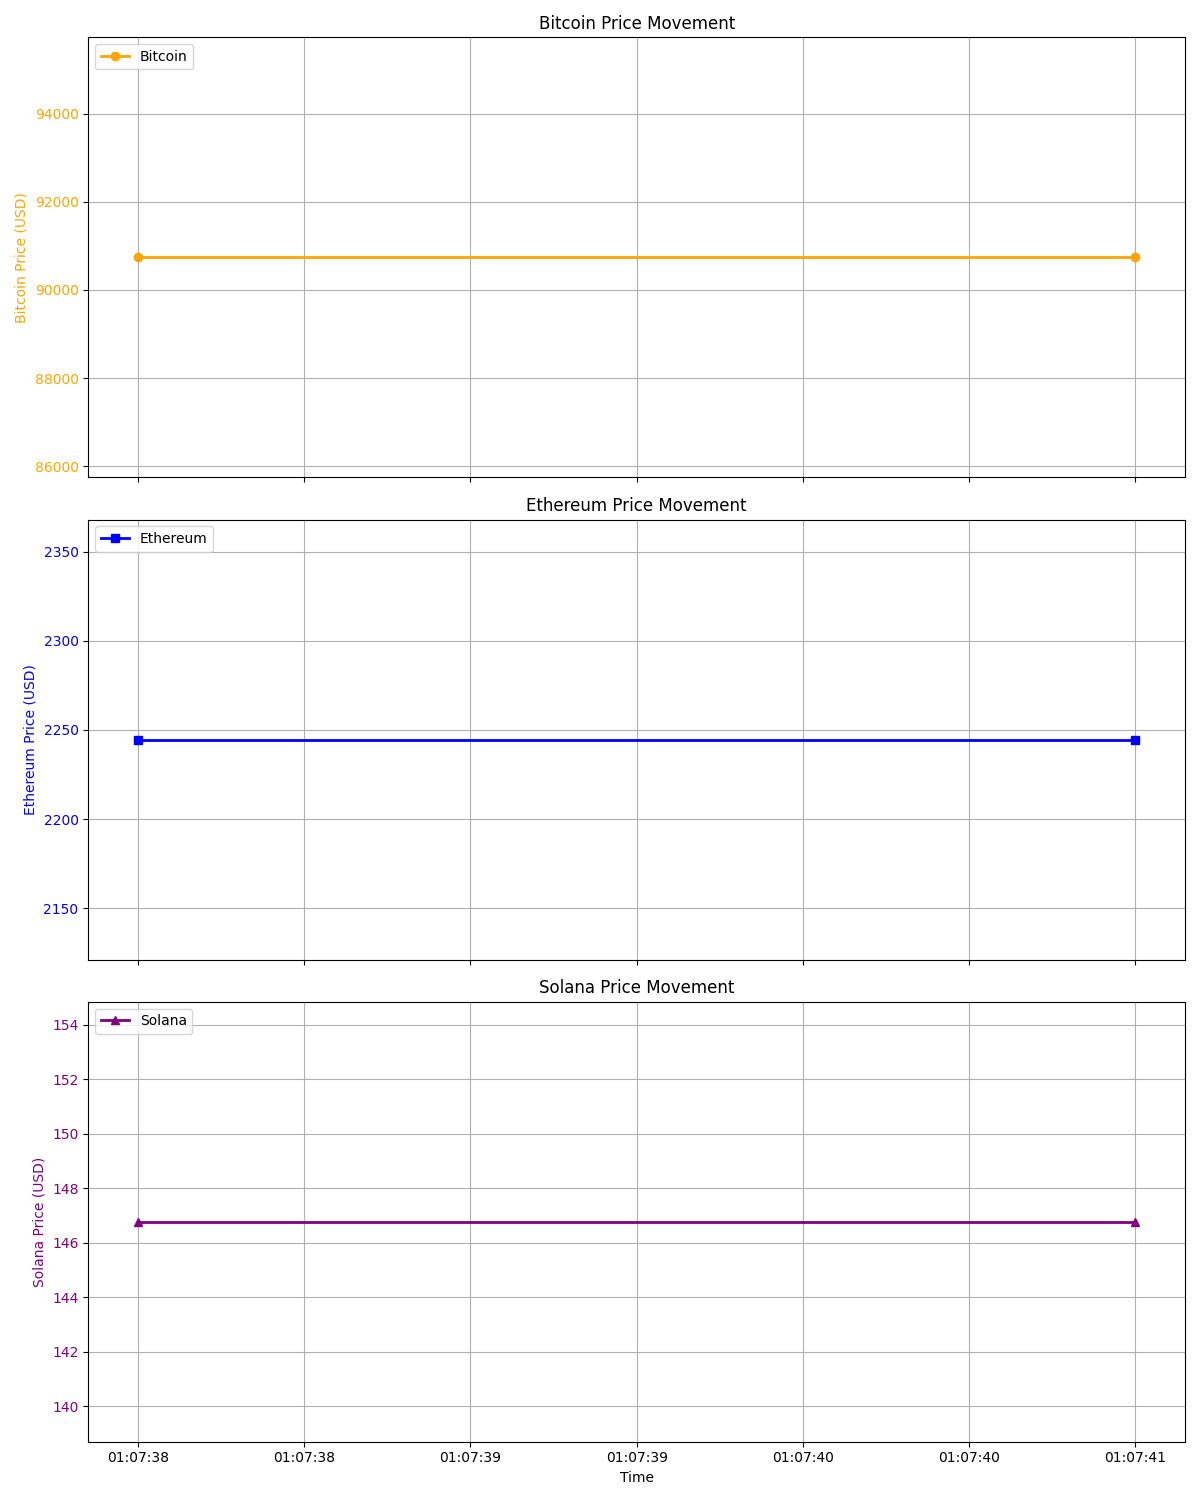 Bitcoin Price Movement
Bitcoin
94000
92000
90000
88000
86000
Bitcoin Price (USD)
Ethereum Price Movement
Ethereum
2350
2300
2250
2200
2150
Ethereum Price (USD)
Solana Price Movement
Solana
154
152
150
148
146
144
142
140
Solana Price (USD)
01:07:38 01:07:38 01:07:39 01:07:39 01:07:40 01:07:40 01:07:41
Time